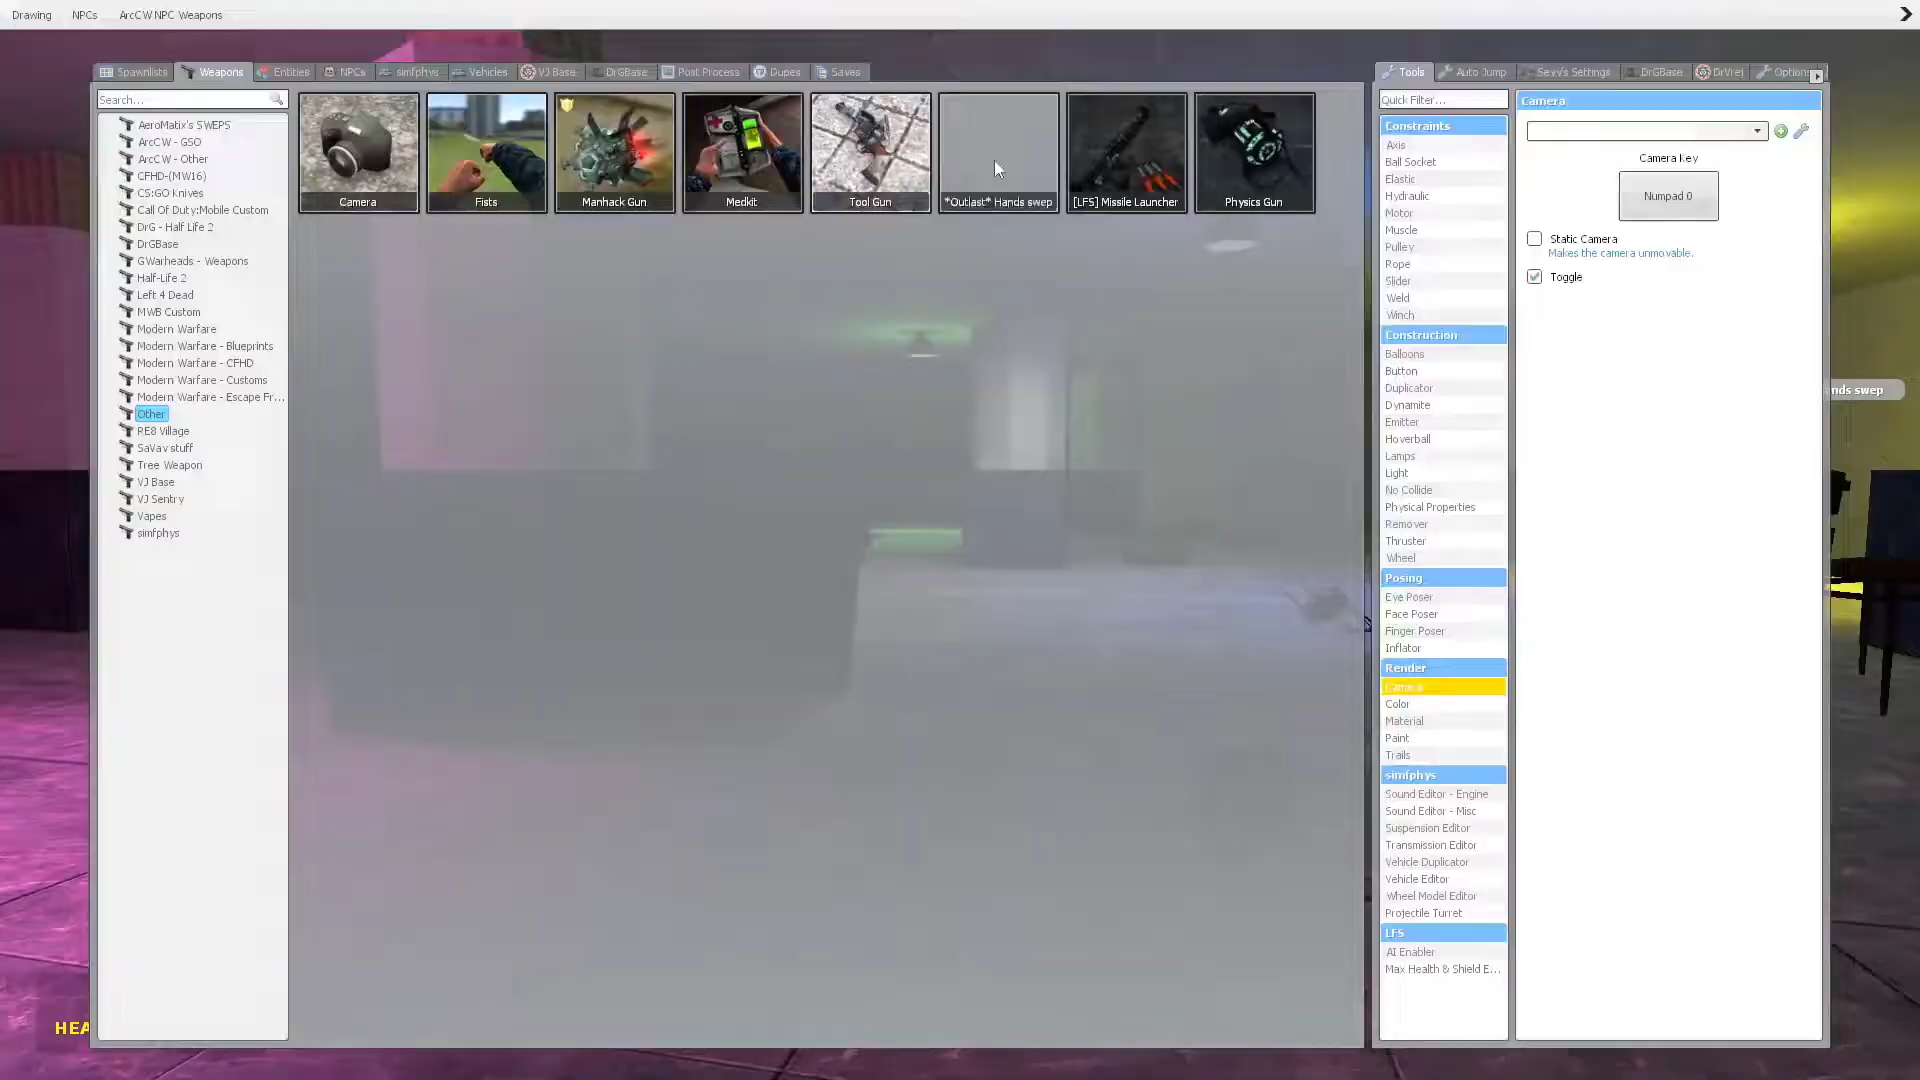 Drawing NPCs ArcCW NPC Weapons
Spawnlists Weapons Entities NPCs simfphys Vehicles VJ Base DrGBase Post Process Dupes Saves
Search...
AeroMatix's SWEPS
ArcCW - GSO
ArcCW - Other
CFHD-(MW16)
CS:GO Knives
Call Of Duty:Mobile Custom
DrG - Half Life 2
DrGBase
GWarheads - Weapons
Half-Life 2
Left 4 Dead
MWB Custom
Modern Warfare
Modern Warfare - Blueprints
Modern Warfare - CFHD
Modern Warfare - Customs
Modern Warfare - Escape Fr...
Other
RE8 Village
SaVav stuff
Tree Weapon
VJ Base
VJ Sentry
Vapes
simfphys
Camera Fists Manhack Gun Medkit Tool Gun *Outlast* Hands swep [LFS] Missile Launcher Physics Gun
Tools Auto Jump Sevv's Settings DrGBase DrVrej Options
Quick Filter...
Constraints
Axis
Ball Socket
Elastic
Hydraulic
Motor
Muscle
Pulley
Rope
Slider
Weld
Winch
Construction
Balloons
Button
Duplicator
Dynamite
Emitter
Hoverball
Lamps
Light
No Collide
Physical Properties
Remover
Thruster
Wheel
Posing
Eye Poser
Face Poser
Finger Poser
Inflator
Render
Camera
Color
Material
Paint
Trails
simfphys
Sound Editor - Engine
Sound Editor - Misc
Suspension Editor
Transmission Editor
Vehicle Duplicator
Vehicle Editor
Wheel Model Editor
Projectile Turret
LFS
AI Enabler
Max Health & Shield E...
Camera
Camera Key
Numpad 0
Static Camera
Makes the camera unmovable.
Toggle
nds swep
HEA